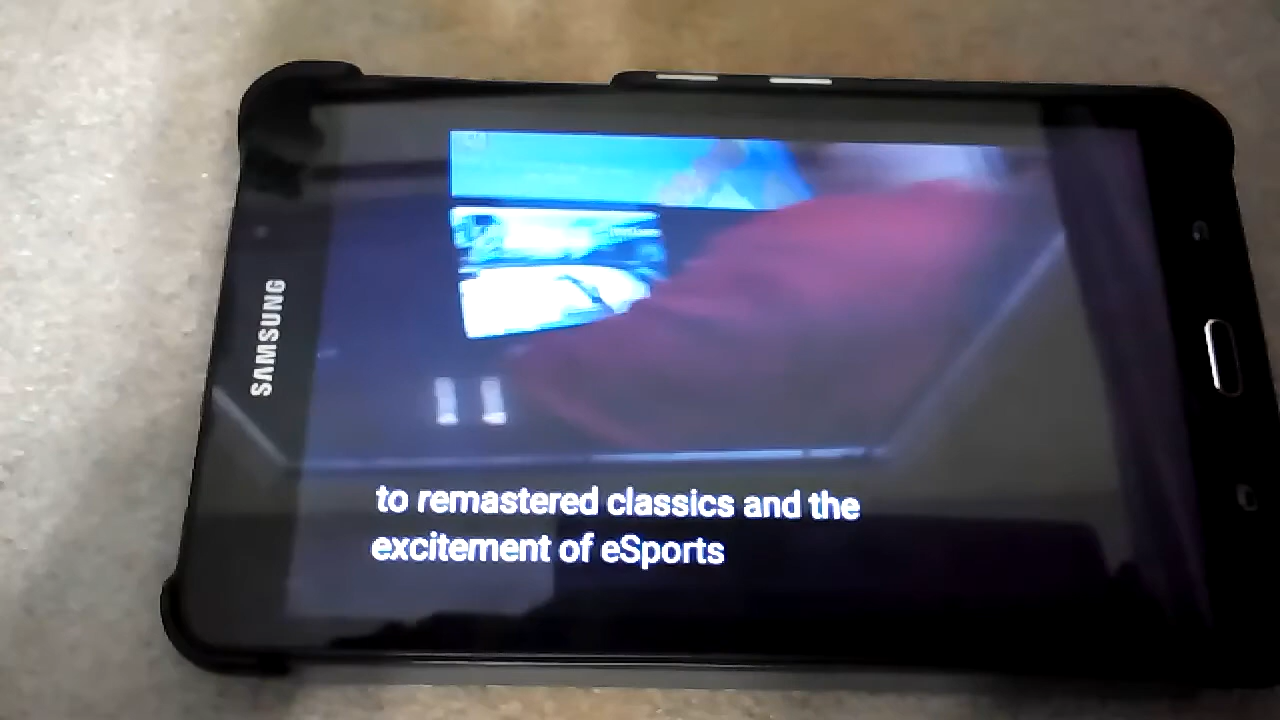 SAMSUNG
to remastered classics and the
excitement of eSports